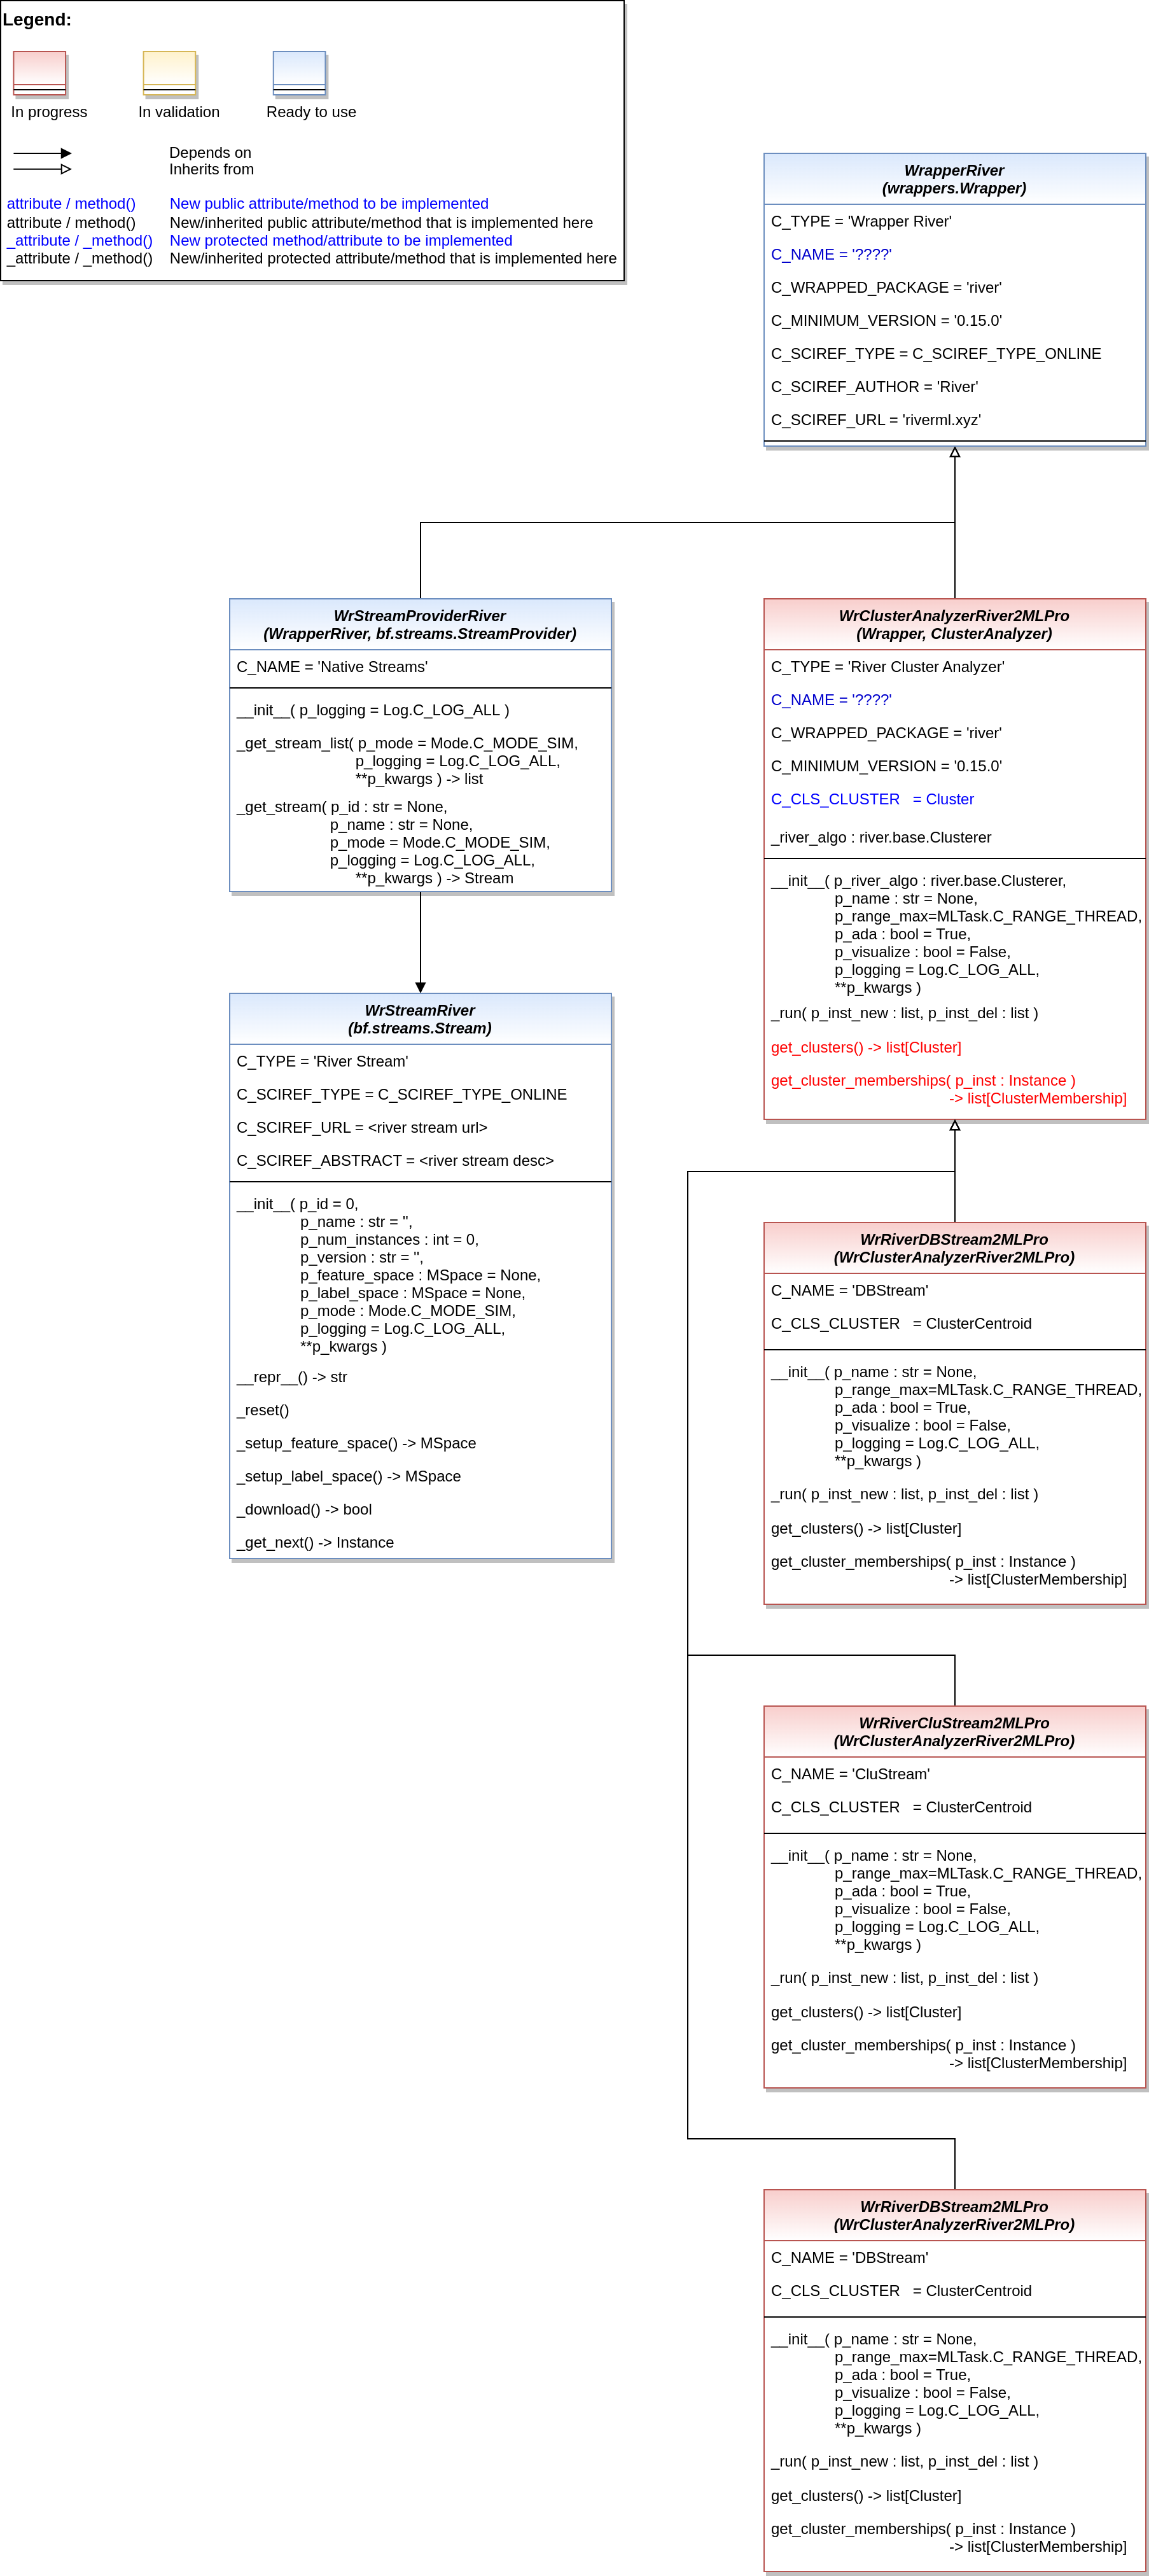 Legend:
In progress
In validation
Ready to use
Depends on
Inherits from
attribute / method() New public attribute/method to be implemented
attribute / method() New/inherited public attribute/method that is implemented here
_attribute / _method() New protected method/attribute to be implemented
_attribute / _method() New/inherited protected attribute/method that is implemented here
WrapperRiver
(wrappers.Wrapper)
C_TYPE = 'Wrapper River'
C_NAME = '????'
C_WRAPPED_PACKAGE = 'river'
C_MINIMUM_VERSION = '0.15.0'
C_SCIREF_TYPE = C_SCIREF_TYPE_ONLINE
C_SCIREF_AUTHOR = 'River'
C_SCIREF_URL = 'riverml.xyz'
WrStreamProviderRiver
(WrapperRiver, bf.streams.StreamProvider)
C_NAME = 'Native Streams'
__init__( p_logging = Log.C_LOG_ALL )
_get_stream_list( p_mode = Mode.C_MODE_SIM,
p_logging = Log.C_LOG_ALL,
**p_kwargs ) -> list
_get_stream( p_id : str = None,
p_name : str = None,
p_mode = Mode.C_MODE_SIM,
p_logging = Log.C_LOG_ALL,
**p_kwargs ) -> Stream
WrStreamRiver
(bf.streams.Stream)
C_TYPE = 'River Stream'
C_SCIREF_TYPE = C_SCIREF_TYPE_ONLINE
C_SCIREF_URL = <river stream url>
C_SCIREF_ABSTRACT = <river stream desc>
__init__( p_id = 0,
p_name : str = '',
p_num_instances : int = 0,
p_version : str = '',
p_feature_space : MSpace = None,
p_label_space : MSpace = None,
p_mode : Mode.C_MODE_SIM,
p_logging = Log.C_LOG_ALL,
**p_kwargs )
__repr__() -> str
_reset()
_setup_feature_space() -> MSpace
_setup_label_space() -> MSpace
_download() -> bool
_get_next() -> Instance
WrClusterAnalyzerRiver2MLPro
(Wrapper, ClusterAnalyzer)
C_TYPE = 'River Cluster Analyzer'
C_NAME = '????'
C_WRAPPED_PACKAGE = 'river'
C_MINIMUM_VERSION = '0.15.0'
C_CLS_CLUSTER = Cluster
_river_algo : river.base.Clusterer
__init__( p_river_algo : river.base.Clusterer,
p_name : str = None,
p_range_max=MLTask.C_RANGE_THREAD,
p_ada : bool = True,
p_visualize : bool = False,
p_logging = Log.C_LOG_ALL,
**p_kwargs )
_run( p_inst_new : list, p_inst_del : list )
get_clusters() -> list[Cluster]
get_cluster_memberships( p_inst : Instance )
-> list[ClusterMembership]
WrRiverDBStream2MLPro
(WrClusterAnalyzerRiver2MLPro)
C_NAME = 'DBStream'
C_CLS_CLUSTER = ClusterCentroid
__init__( p_name : str = None,
p_range_max=MLTask.C_RANGE_THREAD,
p_ada : bool = True,
p_visualize : bool = False,
p_logging = Log.C_LOG_ALL,
**p_kwargs )
_run( p_inst_new : list, p_inst_del : list )
get_clusters() -> list[Cluster]
get_cluster_memberships( p_inst : Instance )
-> list[ClusterMembership]
WrRiverCluStream2MLPro
(WrClusterAnalyzerRiver2MLPro)
C_NAME = 'CluStream'
C_CLS_CLUSTER = ClusterCentroid
__init__( p_name : str = None,
p_range_max=MLTask.C_RANGE_THREAD,
p_ada : bool = True,
p_visualize : bool = False,
p_logging = Log.C_LOG_ALL,
**p_kwargs )
_run( p_inst_new : list, p_inst_del : list )
get_clusters() -> list[Cluster]
get_cluster_memberships( p_inst : Instance )
-> list[ClusterMembership]
WrRiverDBStream2MLPro
(WrClusterAnalyzerRiver2MLPro)
C_NAME = 'DBStream'
C_CLS_CLUSTER = ClusterCentroid
__init__( p_name : str = None,
p_range_max=MLTask.C_RANGE_THREAD,
p_ada : bool = True,
p_visualize : bool = False,
p_logging = Log.C_LOG_ALL,
**p_kwargs )
_run( p_inst_new : list, p_inst_del : list )
get_clusters() -> list[Cluster]
get_cluster_memberships( p_inst : Instance )
-> list[ClusterMembership]